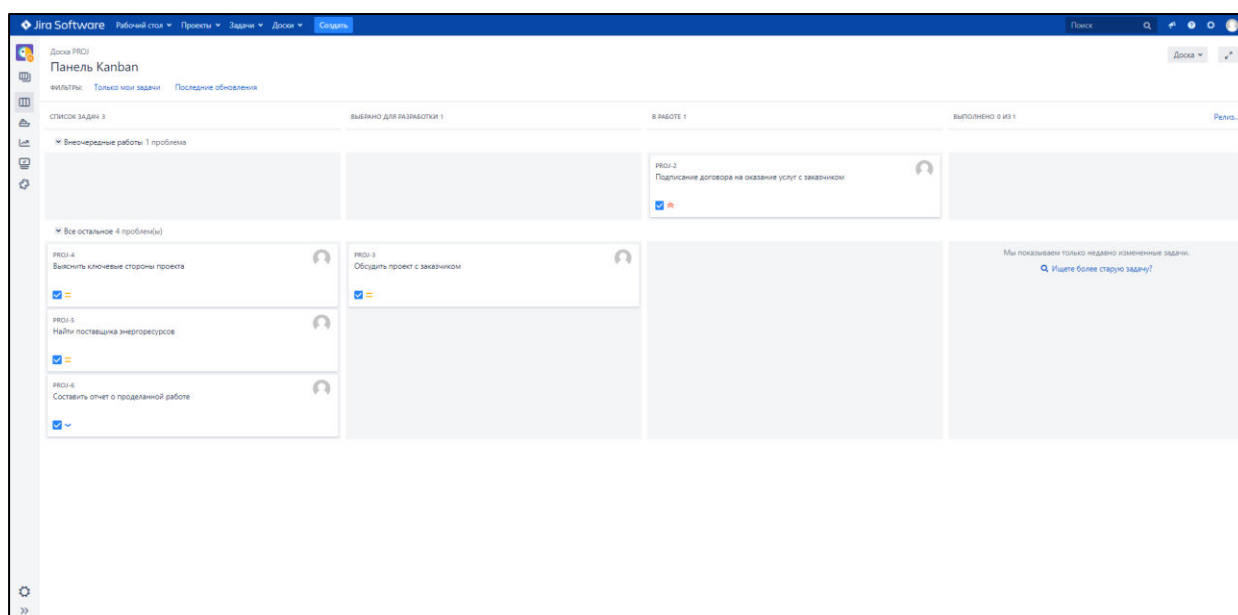 Jira Software Рабочий стол Проекты Задачи Доски Создать Поиск
Доска PROJ
Панель Kanban
Доска
ФИЛЬТРЫ: Только мои задачи Последние обновления
СПИСОК ЗАДАЧ 3 ВЫБРАНО ДЛЯ РАЗРАБОТКИ 1 В РАБОТЕ 1 ВЫПОЛНЕНО 0 ИЗ 1 Релиз...
Внеочередные работы 1 проблема
PROJ-2
Подписание договора на оказание услуг с заказчиком
Все остальное 4 проблем(ы)
PROJ-4
Выяснить ключевые стороны проекта
PROJ-3
Обсудить проект с заказчиком
Мы показываем только недавно измененные задачи.
Ищете более старую задачу?
PROJ-5
Найти поставщика энергоресурсов
PROJ-6
Составить отчет о проделанной работе